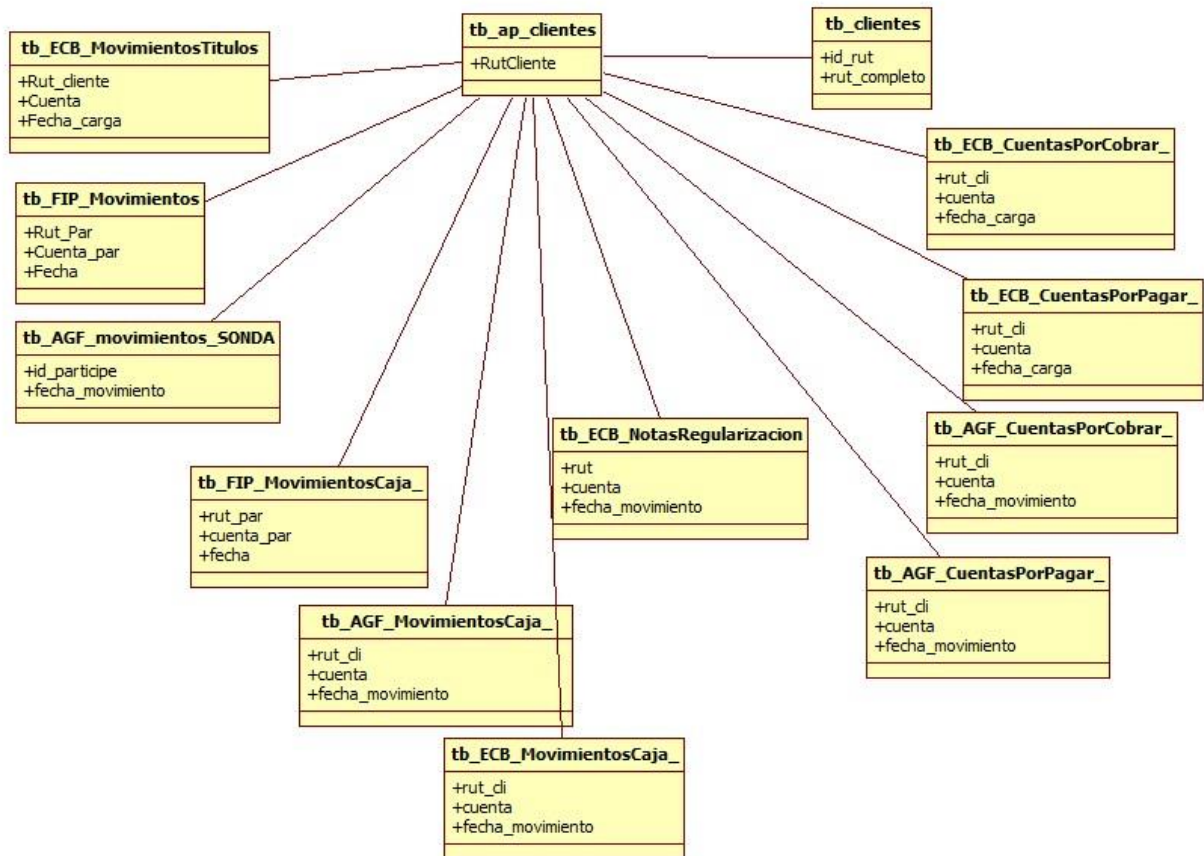 tb_ap_clientes
+RutCliente
tb_clientes
+id_rut
+rut_completo
tb_ECB_MovimientosTitulos
+Rut_cliente
+Cuenta
+Fecha_carga
tb_ECB_CuentasPorCobrar_
+rut_cli
+cuenta
+fecha_carga
tb_FIP_Movimientos
+Rut_Par
+Cuenta_par
+Fecha
tb_ECB_CuentasPorPagar_
+rut_cli
+cuenta
+fecha_carga
tb_AGF_movimientos_SONDA
+id_participe
+fecha_movimiento
tb_AGF_CuentasPorCobrar_
+rut_cli
+cuenta
+fecha_movimiento
tb_ECB_NotasRegularizacion
+rut
+cuenta
+fecha_movimiento
tb_FIP_MovimientosCaja_
+rut_par
+cuenta_par
+fecha
tb_AGF_CuentasPorPagar_
+rut_cli
+cuenta
+fecha_movimiento
tb_AGF_MovimientosCaja_
+rut_cli
+cuenta
+fecha_movimiento
tb_ECB_MovimientosCaja_
+rut_cli
+cuenta
+fecha_movimiento